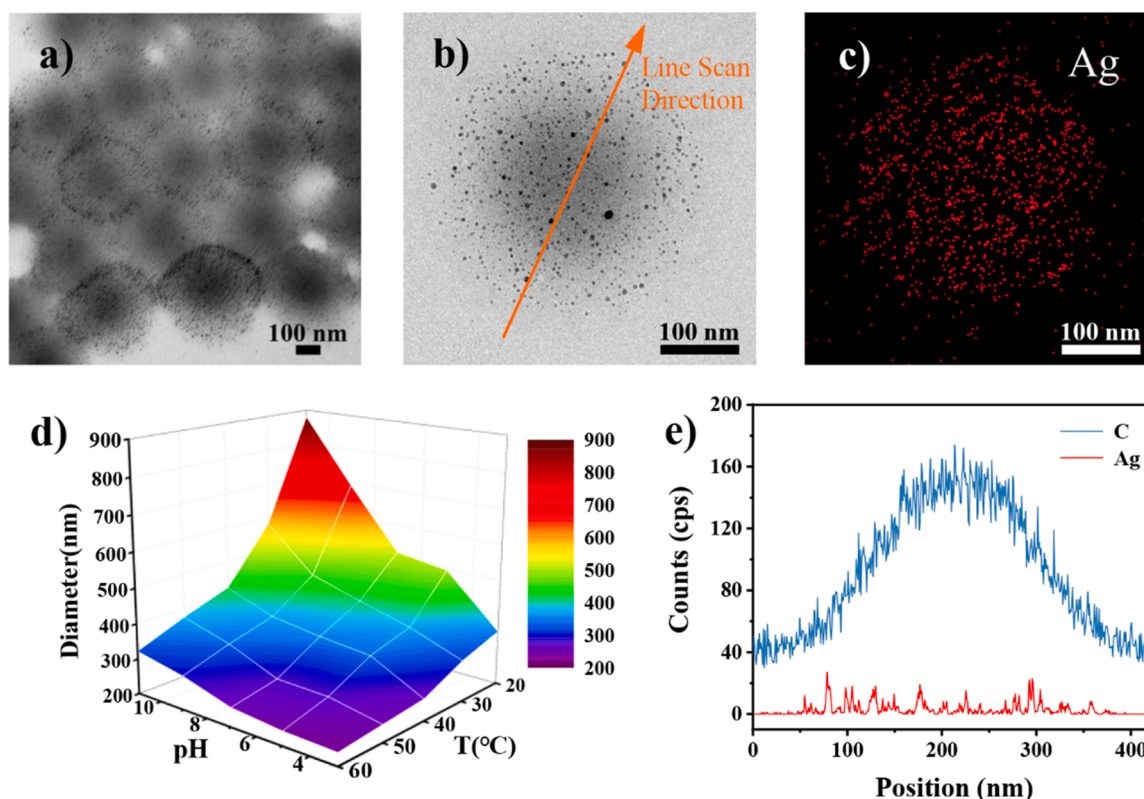 a)
100 nm
b)
Line Scan
Direction
100 nm
c)
Ag
100 nm
d)
900
800
700
600
500
400
300
200
Diameter(nm)
10
8
6
4
pH
60
50
40
30
20
T(°C)
900
800
700
600
500
400
300
200
e)
C
Ag
200
160
120
80
40
0
Counts (cps)
0
100
200
300
400
Position (nm)